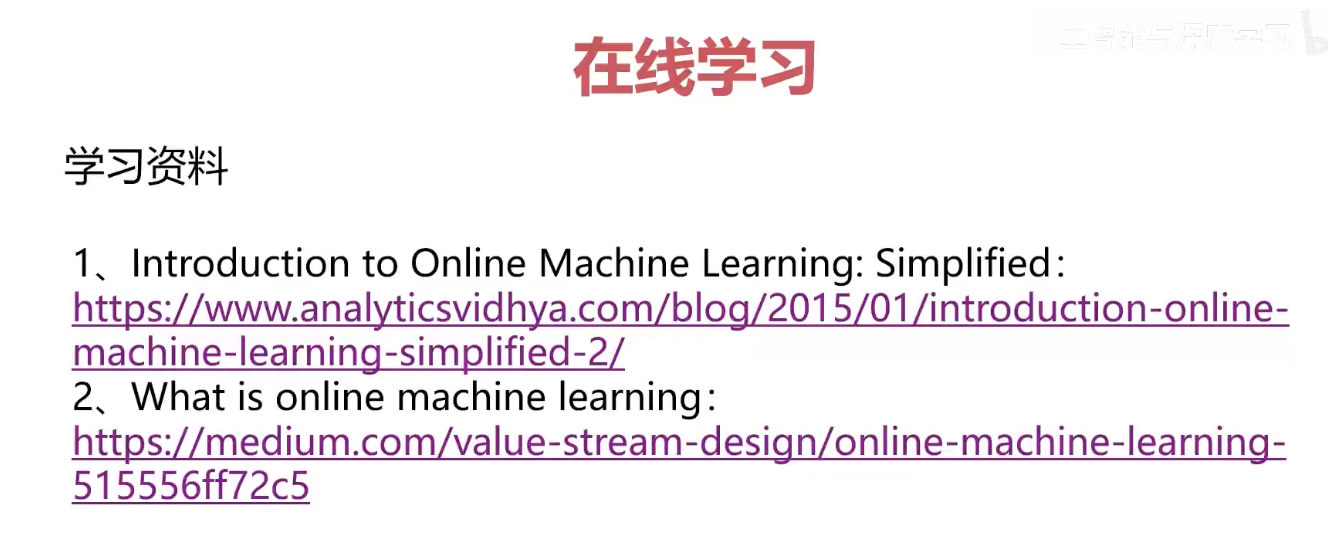 在线学习
学习资料
1、Introduction to Online Machine Learning: Simplified：
https://www.analyticsvidhya.com/blog/2015/01/introduction-online-
machine-learning-simplified-2/
2、What is online machine learning：
https://medium.com/value-stream-design/online-machine-learning-
515556ff72c5